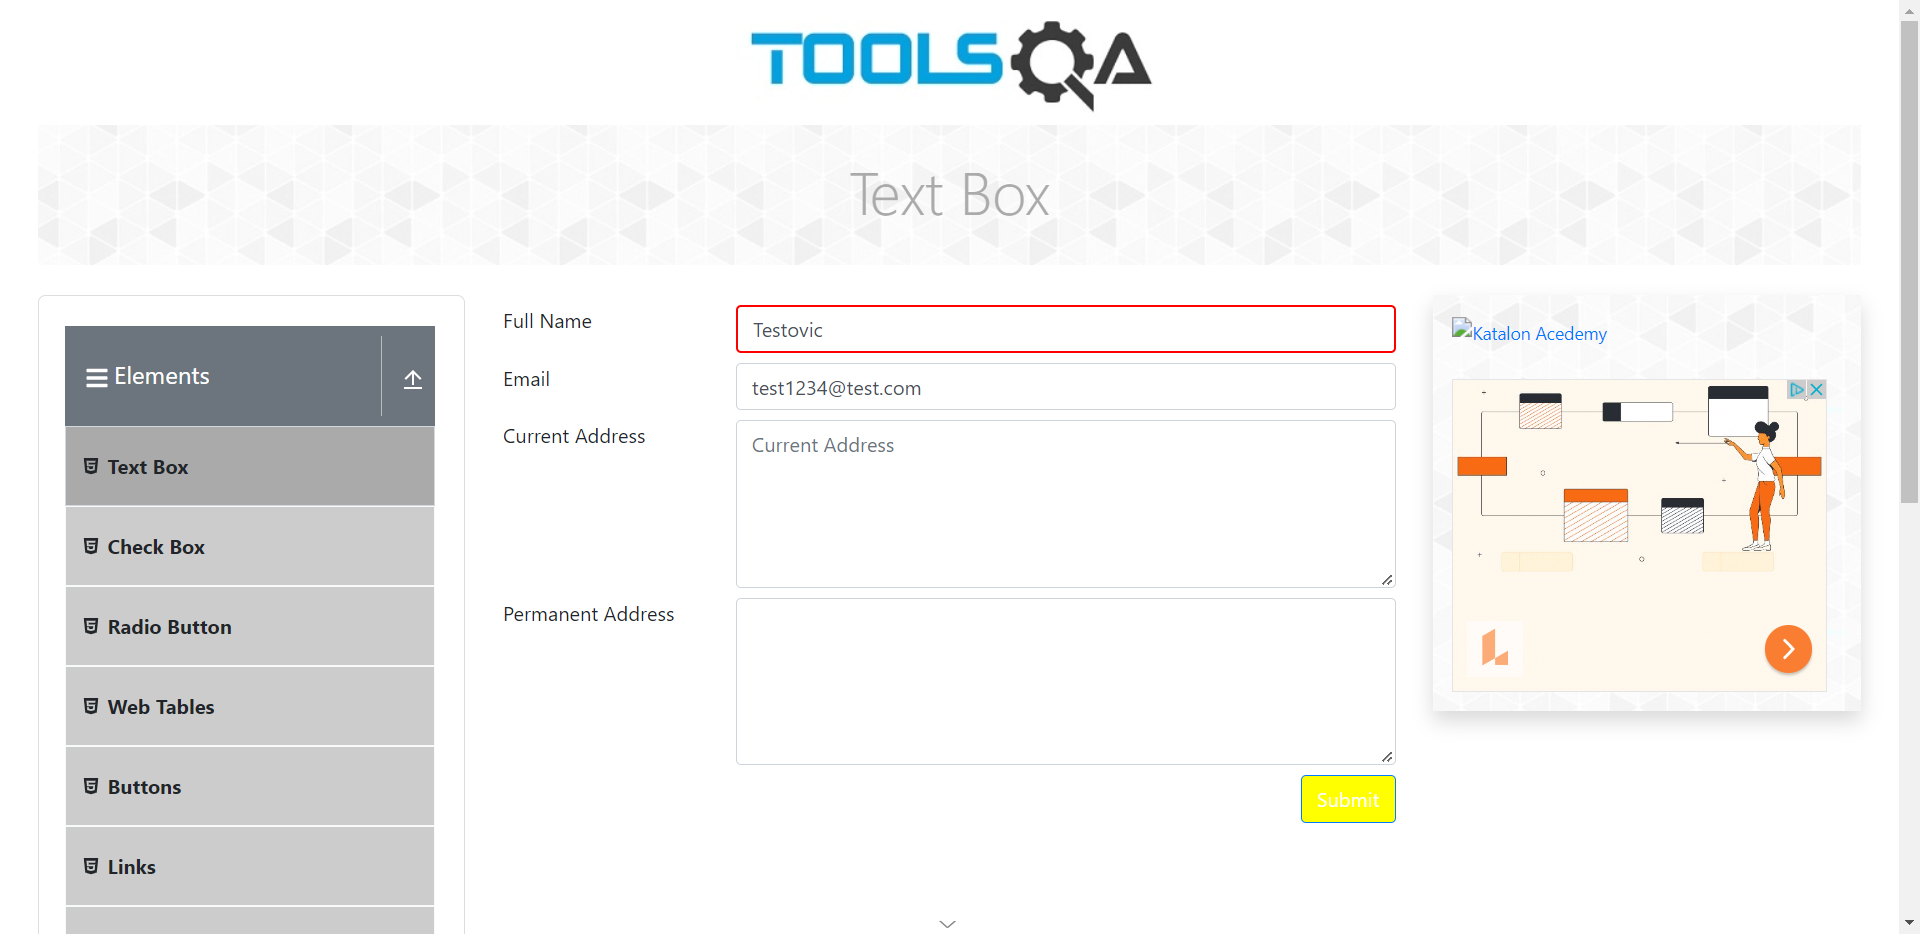 TOOLSQA
Text Box
Elements
Text Box
Check Box
Radio Button
Web Tables
Buttons
Links
Full Name
Testovic
Email
test1234@test.com
Current Address
Current Address
Permanent Address
Submit
Katalon Acedemy